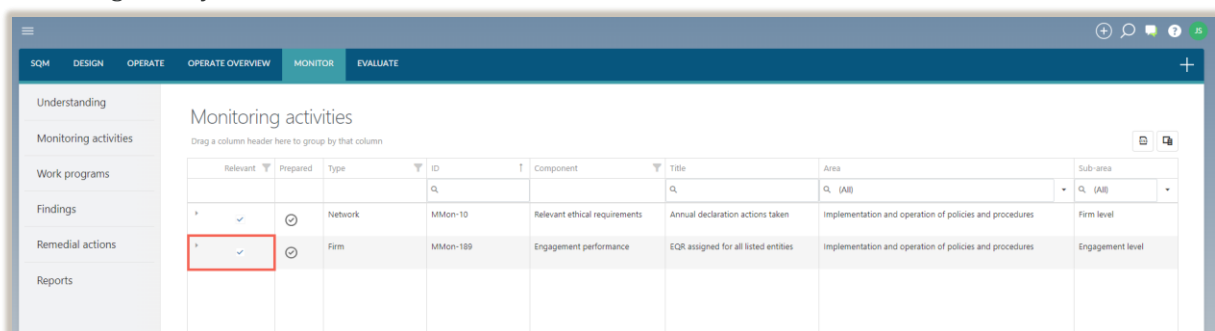 JS
SQM DESIGN OPERATE OPERATE OVERVIEW MONITOR EVALUATE
Understanding
Monitoring activities
Work programs
Findings
Remedial actions
Reports
Monitoring activities
Drag a column header here to group by that column
Relevant Prepared Type ID Component Title Area Sub-area
(All) (All)
Network MMon-10 Relevant ethical requirements Annual declaration actions taken Implementation and operation of policies and procedures Firm level
Firm MMon-189 Engagement performance EQR assigned for all listed entities Implementation and operation of policies and procedures Engagement level